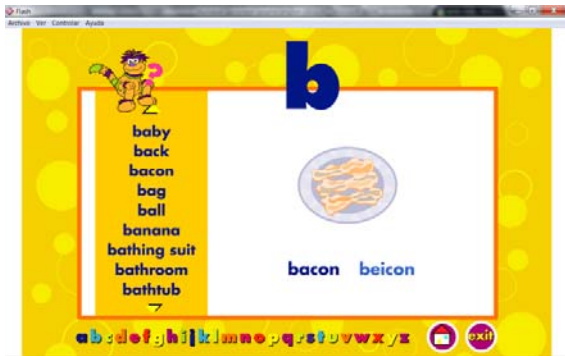 Flash
Archivo Ver Controlar Ayuda
b
?
baby
back
bacon
bag
ball
banana
bathing suit
bathroom
bathtub
bacon beicon
abcdefghijklmnopqrstuvwxyz
exit